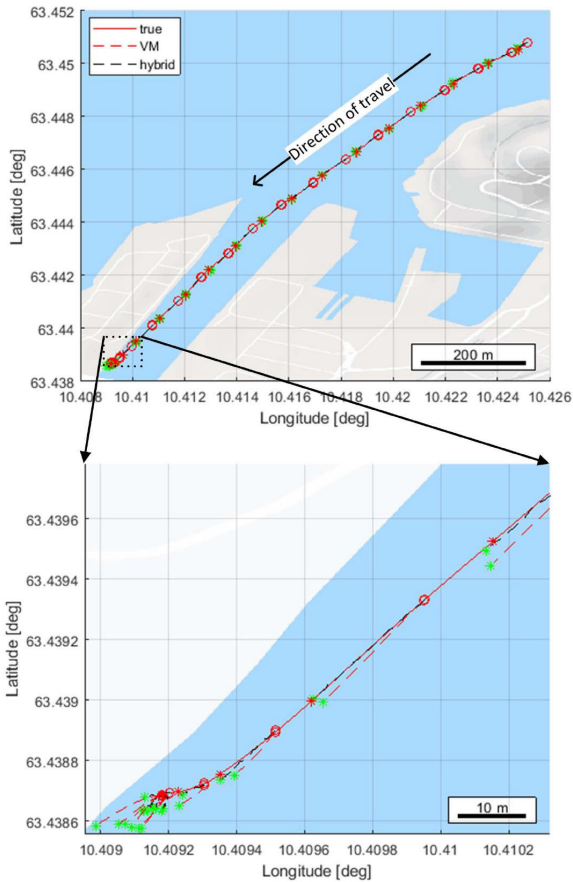 63.452
63.45
63.448
63.446
63.444
63.442
63.44
63.438
Latitude [deg]
true
VM
hybrid
Direction of travel
200 m
10.408 10.41 10.412 10.414 10.416 10.418 10.42 10.422 10.424 10.426
Longitude [deg]
63.4396
63.4394
63.4392
63.439
63.4388
63.4386
Latitude [deg]
10 m
10.409 10.4092 10.4094 10.4096 10.4098 10.41 10.4102
Longitude [deg]